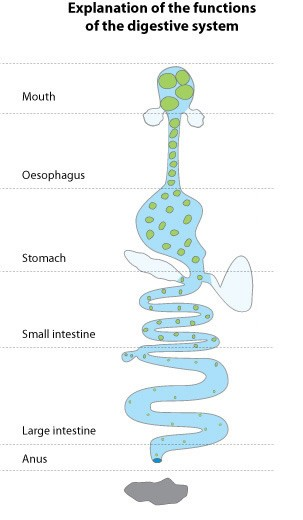 Explanation of the functions
of the digestive system
Mouth
Oesophagus
Stomach
Small intestine
Large intestine
Anus